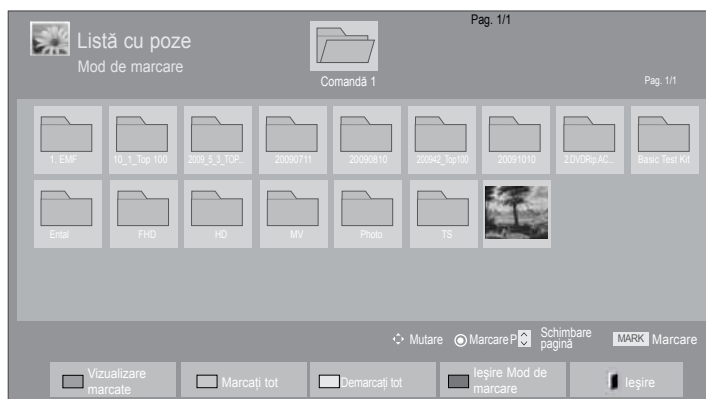 Pag. 1/1
Listă cu poze
Mod de marcare
Comandă 1
Pag. 1/1
1. EMF
10_1_Top 100
2009_5_3_TOP...
20090711
20090810
200942_Top100
20091010
2.DVDRip AC...
Basic Test Kit
Ental
FHD
HD
MV
Photo
TS
Mutare
Marcare
P
Schimbare
pagină
MARK Marcare
Vizualizare
marcate
Marcați tot
Demarcați tot
Ieșire Mod de
marcare
Ieșire